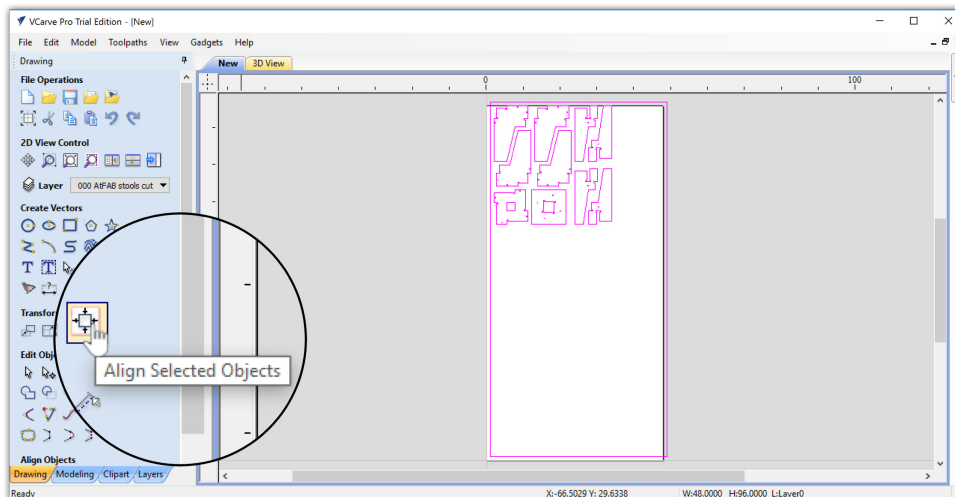 VCarve Pro Trial Edition - [New]
File Edit Model Toolpaths View Gadgets Help
Drawing
New 3D View
File Operations
0 100
2D View Control
Layer 000 AtFAB stools cut
Create Vectors
Transfor
Align Selected Objects
Edit Obj
Align Objects
Drawing Modeling Clipart Layers
Ready X:-66.5029 Y: 29.6338 W:48.0000 H:96.0000 L:Layer0